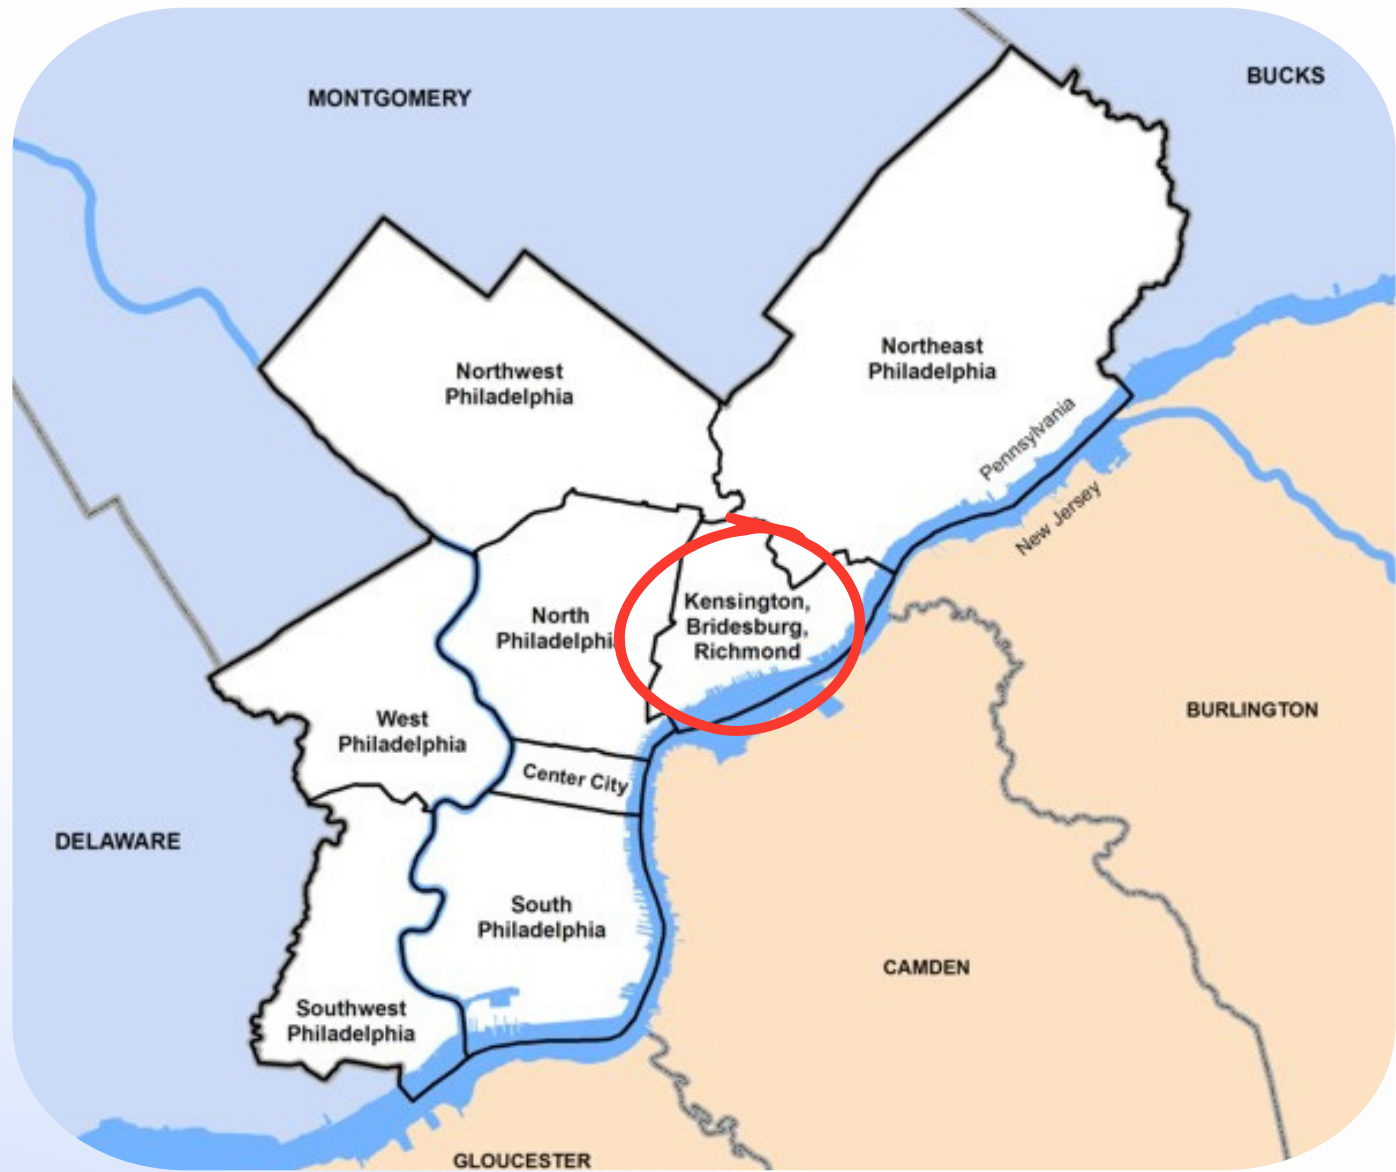 MONTGOMERY
BUCKS
Northwest
Philadelphia
Northeast
Philadelphia
Pennsylvania
New Jersey
North
Philadelphia
Kensington,
Bridesburg,
Richmond
West
Philadelphia
Center City
BURLINGTON
DELAWARE
South
Philadelphia
CAMDEN
Southwest
Philadelphia
GLOUCESTER